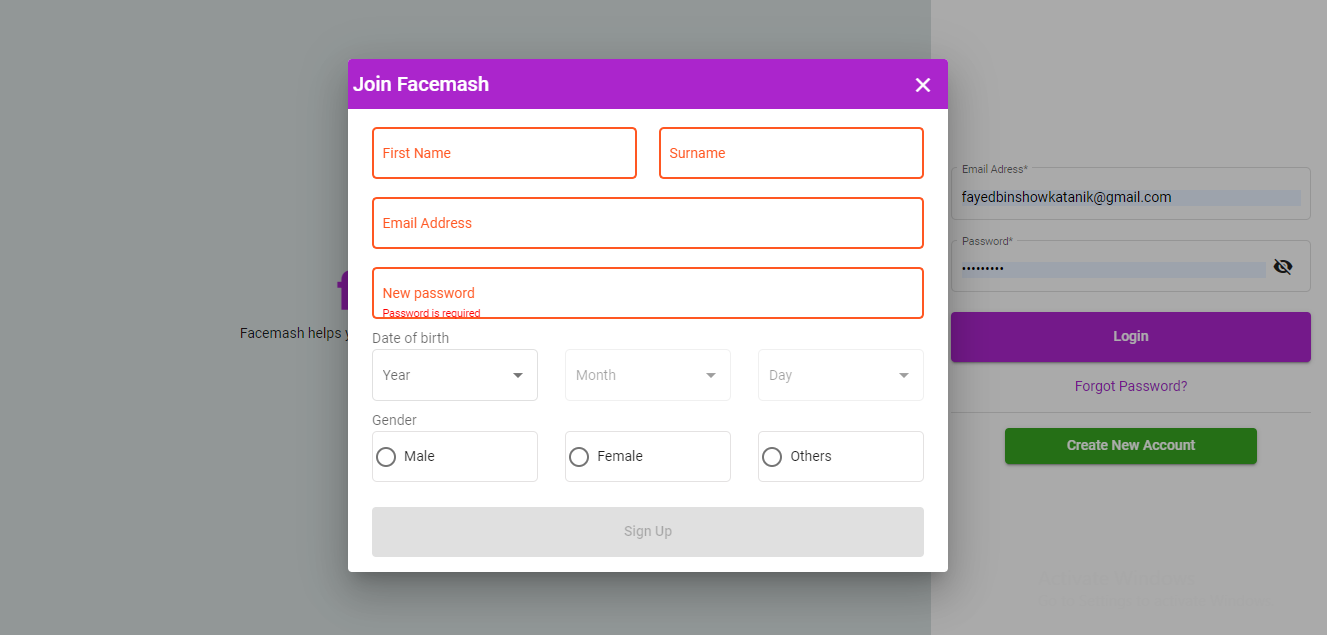 Join Facemash
First Name
Surname
Email Address
New password
Password is required
Date of birth
Year
Month
Day
Gender
Male
Female
Others
Sign Up
f
Facemash helps y
Email Adress*
fayedbinshowkatanik@gmail.com
Password*
•••••••••
Login
Forgot Password?
Create New Account